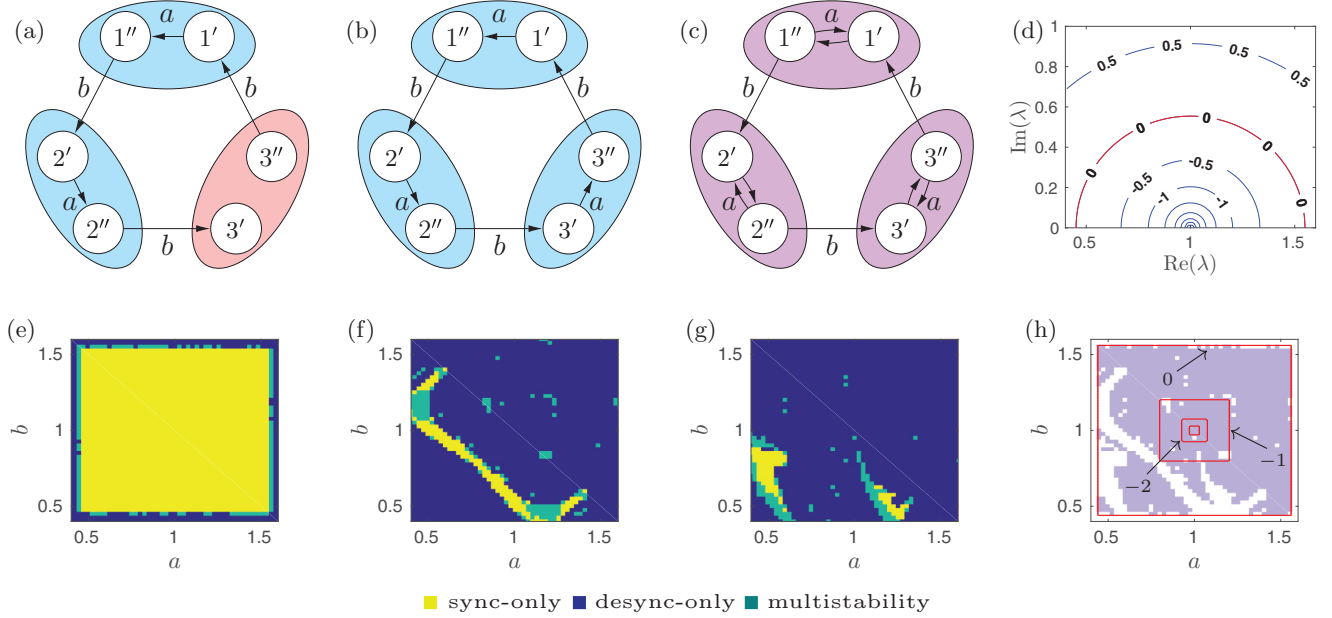 (a)
a
1″ 1′
b b
2′ 3″
a
2″ 3′
b
(b)
a
1″ 1′
b b
2′ 3″
a a
2″ 3′
b
(c)
a
1″ 1′
b b
2′ 3″
a a
2″ 3′
b
(d)
1
0.8
0.6
0.4
0.2
0
Im(λ)
0.5 0.5 0.5 0.5
0 0 0 0
-0.5 -0.5
-1 -1
0.5 1 1.5
Re(λ)
(e)
1.5
b 1
0.5
0.5 1 1.5
a
(f)
1.5
b 1
0.5
0.5 1 1.5
a
(g)
1.5
b 1
0.5
0.5 1 1.5
a
(h)
1.5
b 1
0.5
0
−1
−2
0.5 1 1.5
a
sync-only desync-only multistability